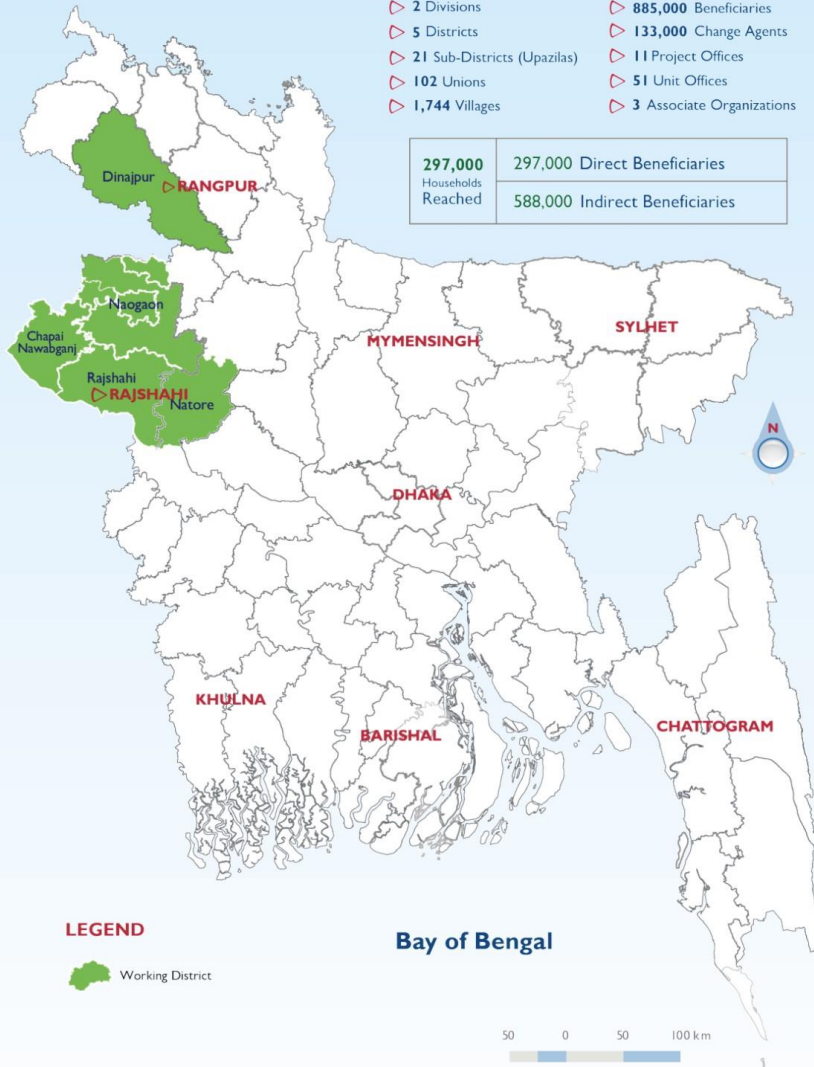 2 Divisions
5 Districts
21 Sub-Districts (Upazilas)
102 Unions
1,744 Villages
885,000 Beneficiaries
133,000 Change Agents
11 Project Offices
51 Unit Offices
3 Associate Organizations
297,000
Households
Reached
297,000 Direct Beneficiaries
588,000 Indirect Beneficiaries
Dinajpur
RANGPUR
Naogaon
Chapai
Nawabganj
Rajshahi
RAJSHAHI
Natore
MYMENSINGH
SYLHET
N
DHAKA
KHULNA
BARISHAL
CHATTOGRAM
LEGEND
Working District
Bay of Bengal
50 0 50 100 km